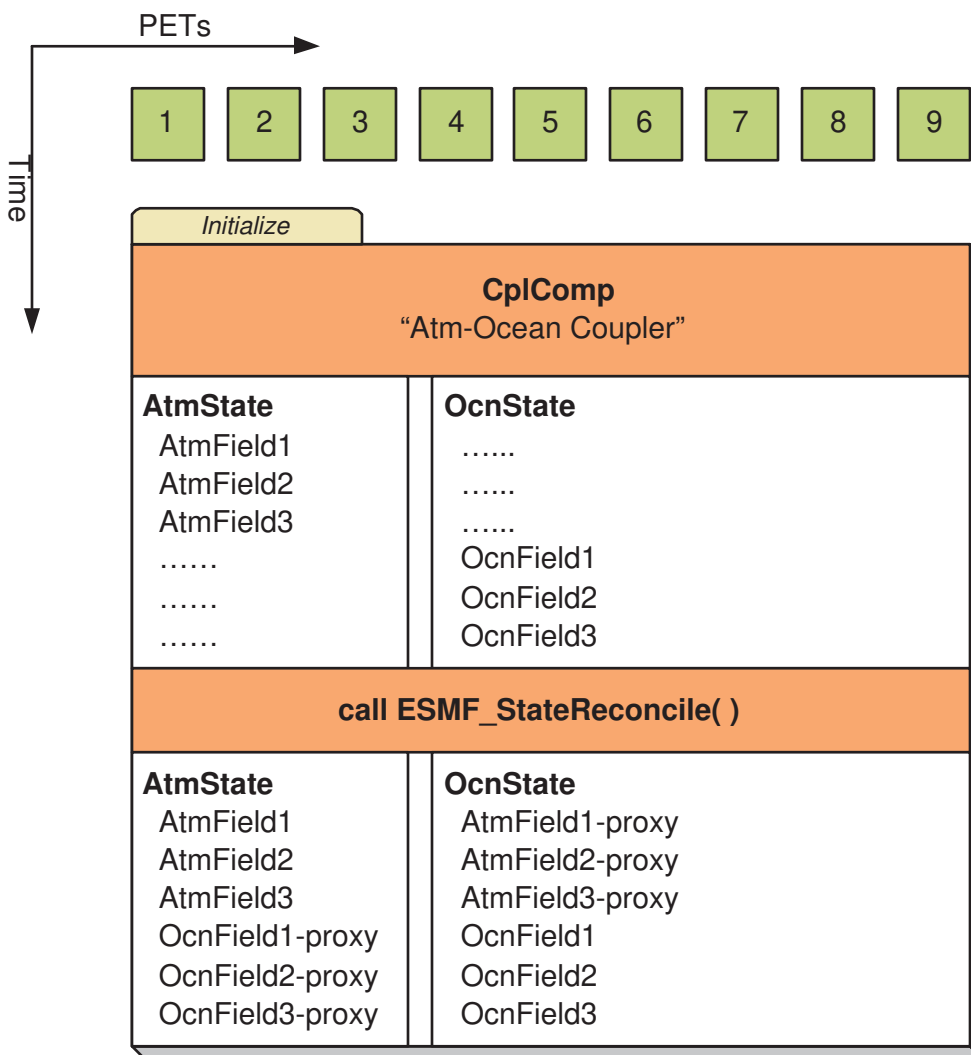 PETs
Time
1 2 3 4 5 6 7 8 9
Initialize
CplComp
“Atm-Ocean Coupler”
AtmState
AtmField1
AtmField2
AtmField3
……
……
……
OcnState
…...
…...
…...
OcnField1
OcnField2
OcnField3
call ESMF_StateReconcile( )
AtmState
AtmField1
AtmField2
AtmField3
OcnField1-proxy
OcnField2-proxy
OcnField3-proxy
OcnState
AtmField1-proxy
AtmField2-proxy
AtmField3-proxy
OcnField1
OcnField2
OcnField3